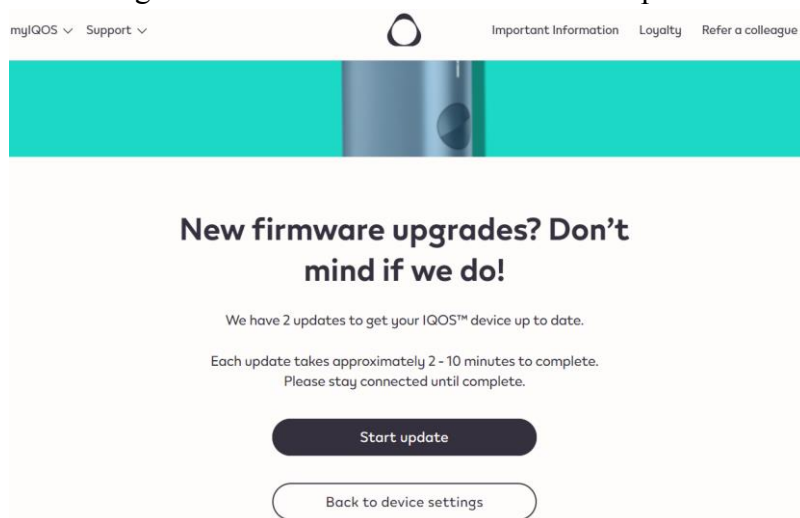 myIQOS Support Important Information Loyalty Refer a colleague
New firmware upgrades? Don't
mind if we do!
We have 2 updates to get your IQOS™ device up to date.
Each update takes approximately 2 - 10 minutes to complete.
Please stay connected until complete.
Start update
Back to device settings